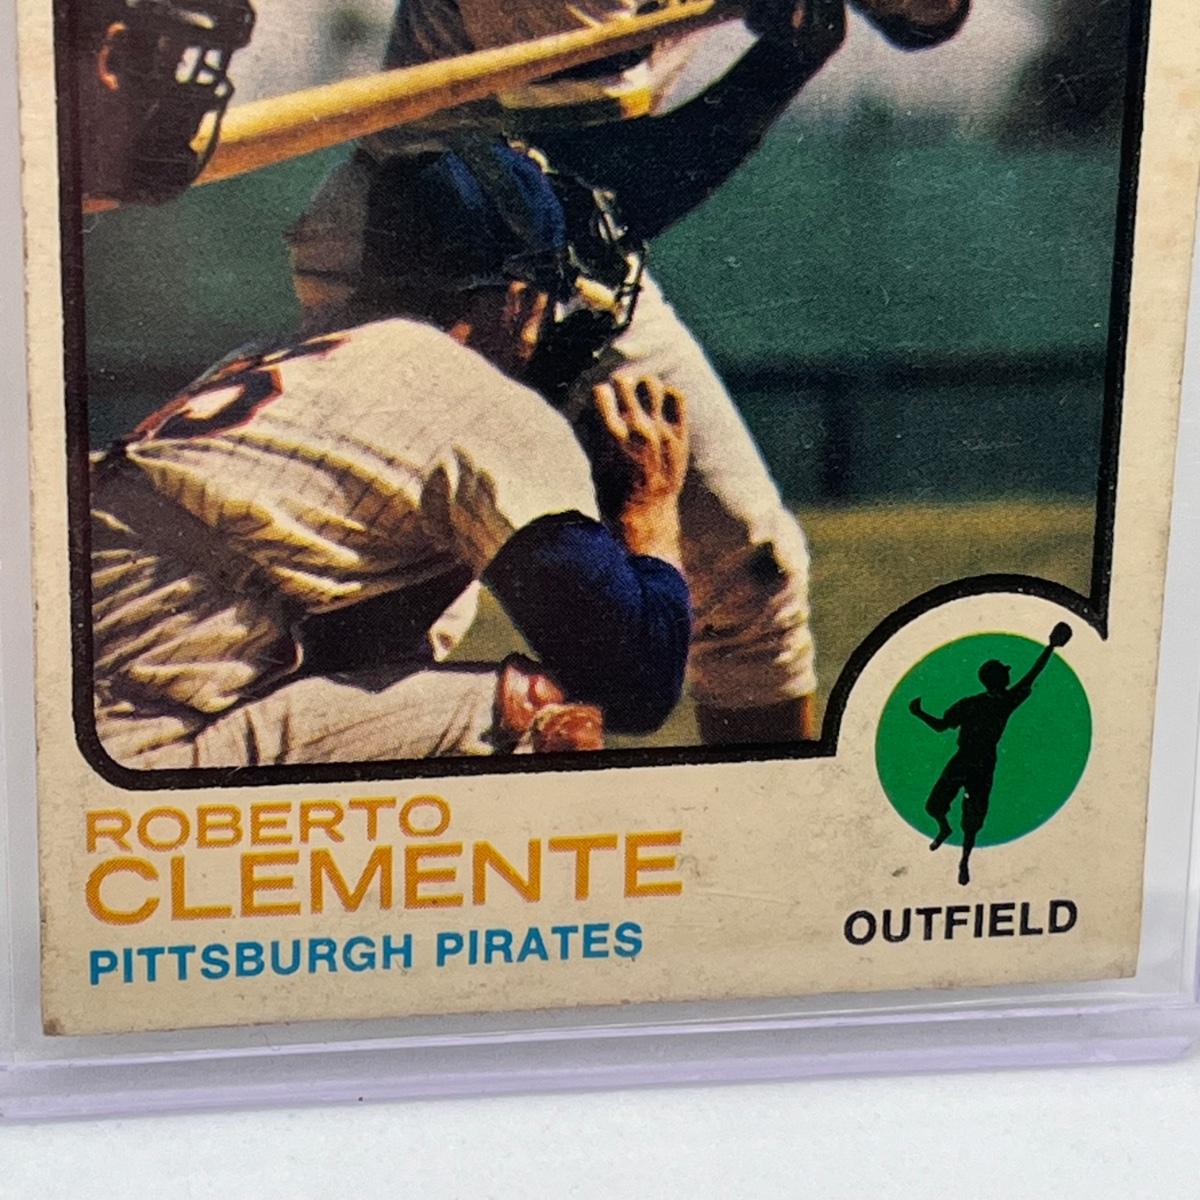 ROBERTO
CLEMENTE
PITTSBURGH PIRATES
OUTFIELD